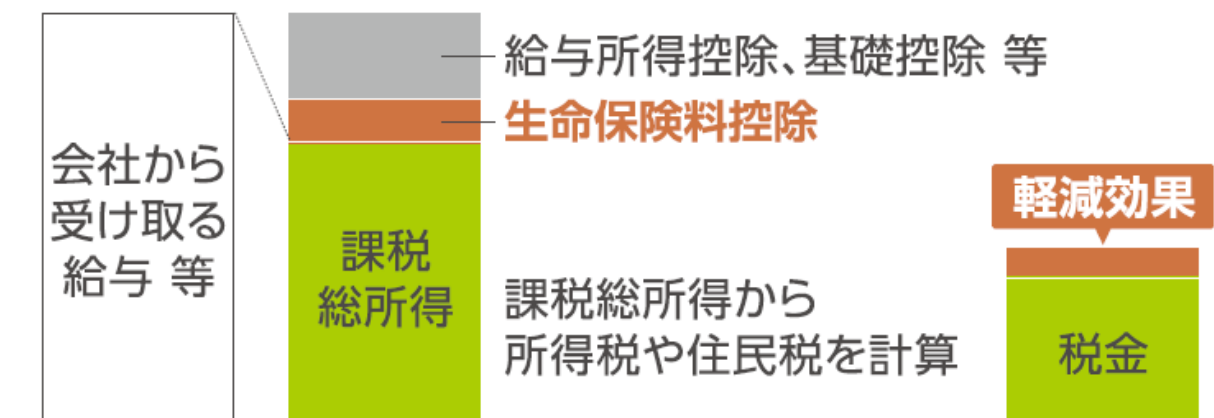 会社から
受け取る
給与 等
給与所得控除、基礎控除 等
生命保険料控除
課税
総所得
課税総所得から
所得税や住民税を計算
軽減効果
税金